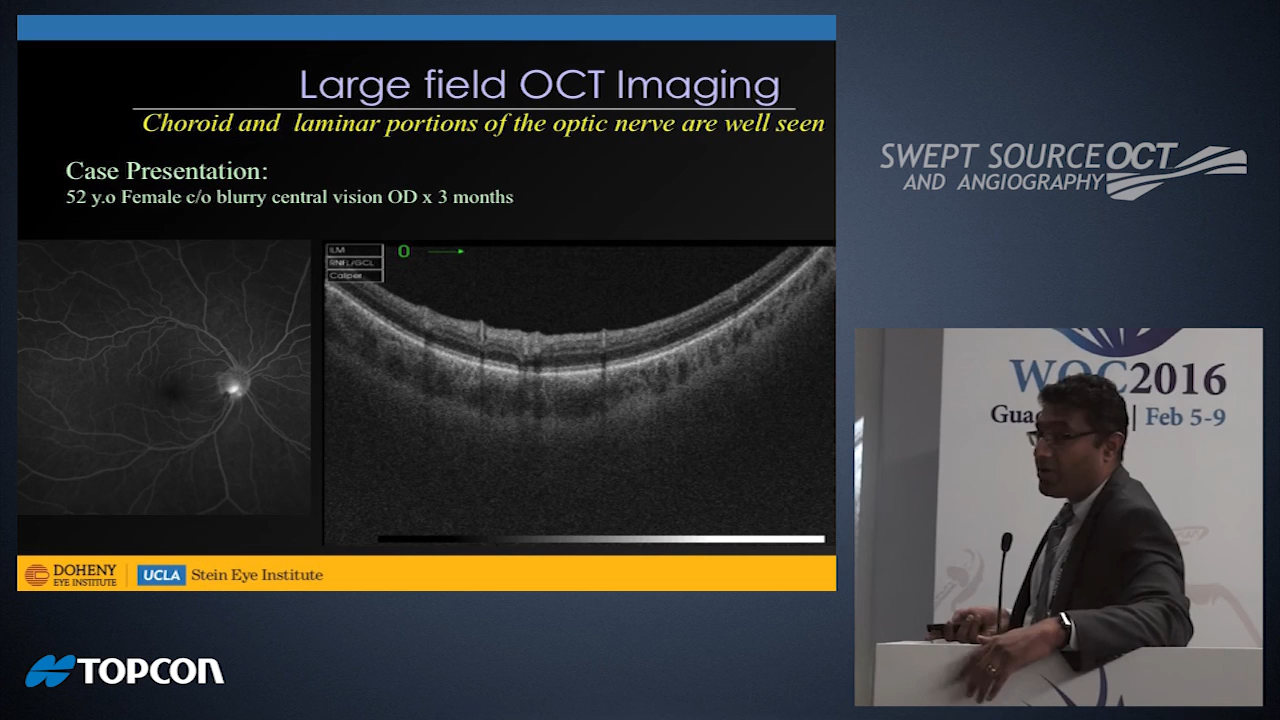 Large field OCT Imaging
Choroid and laminar portions of the optic nerve are well seen
Case Presentation:
52 y.o Female c/o blurry central vision OD x 3 months
ILM
RNFL/GCL
Caliper
0
DOHENY
EYE INSTITUTE
UCLA Stein Eye Institute
TOPCON
SWEPT SOURCE OCT
AND ANGIOGRAPHY
WOC2016
Feb 5-9